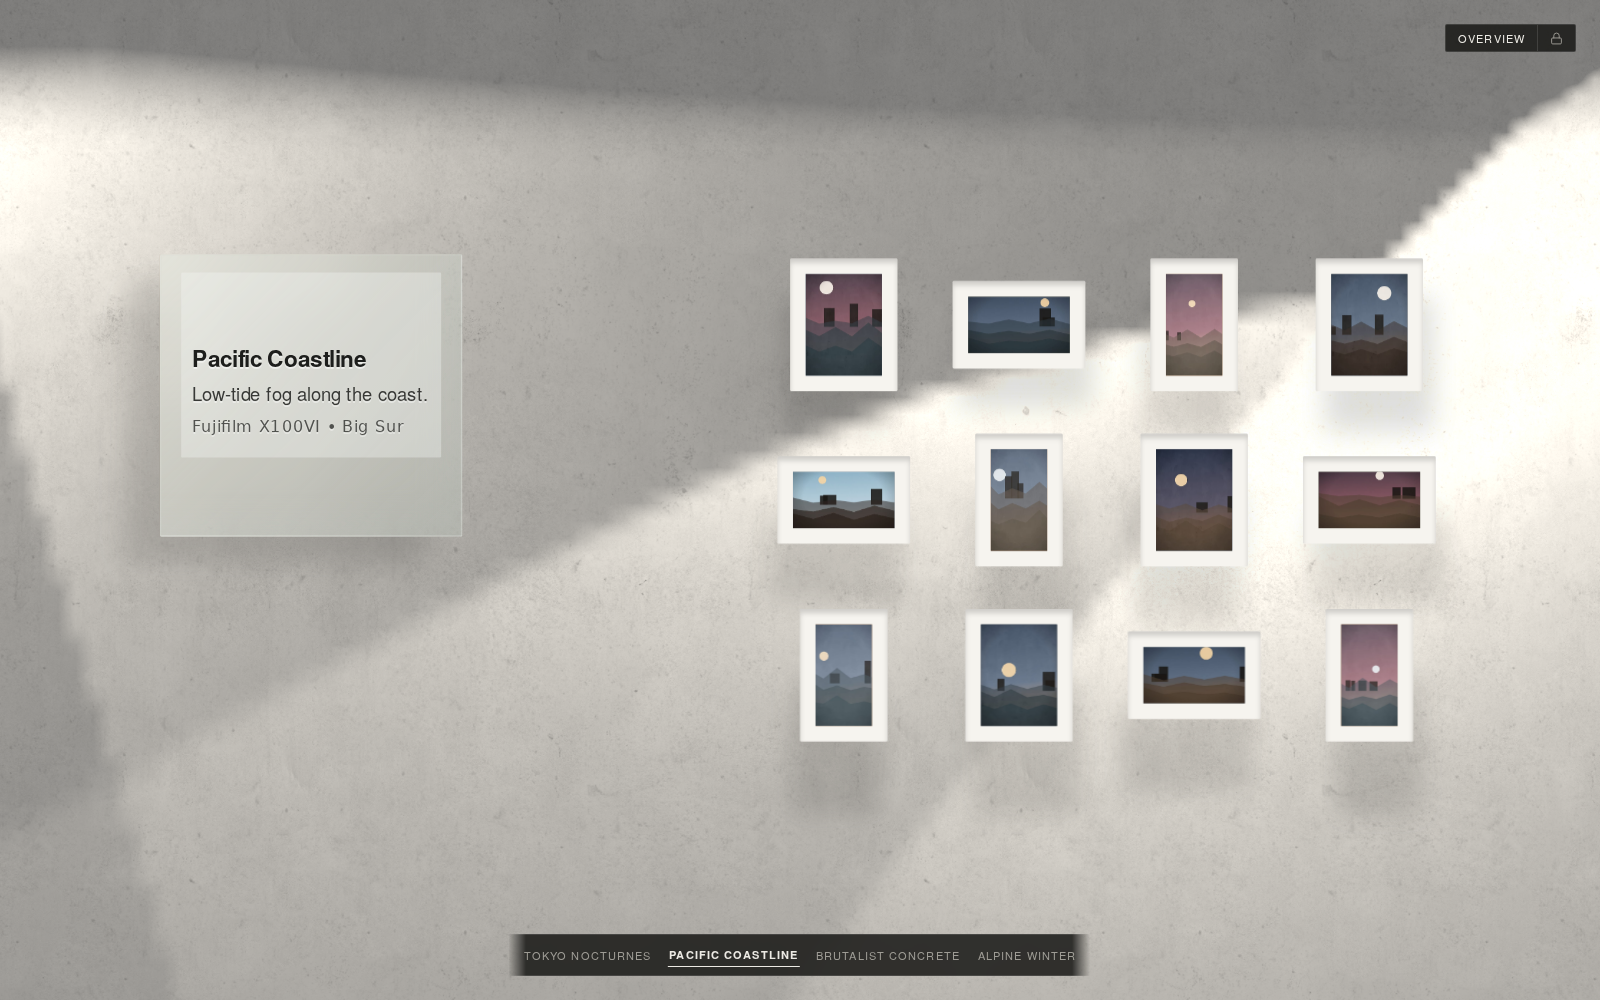 OVERVIEW
Pacific Coastline
Low-tide fog along the coast.
Fujifilm X100VI • Big Sur
TOKYO NOCTURNES PACIFIC COASTLINE BRUTALIST CONCRETE ALPINE WINTER